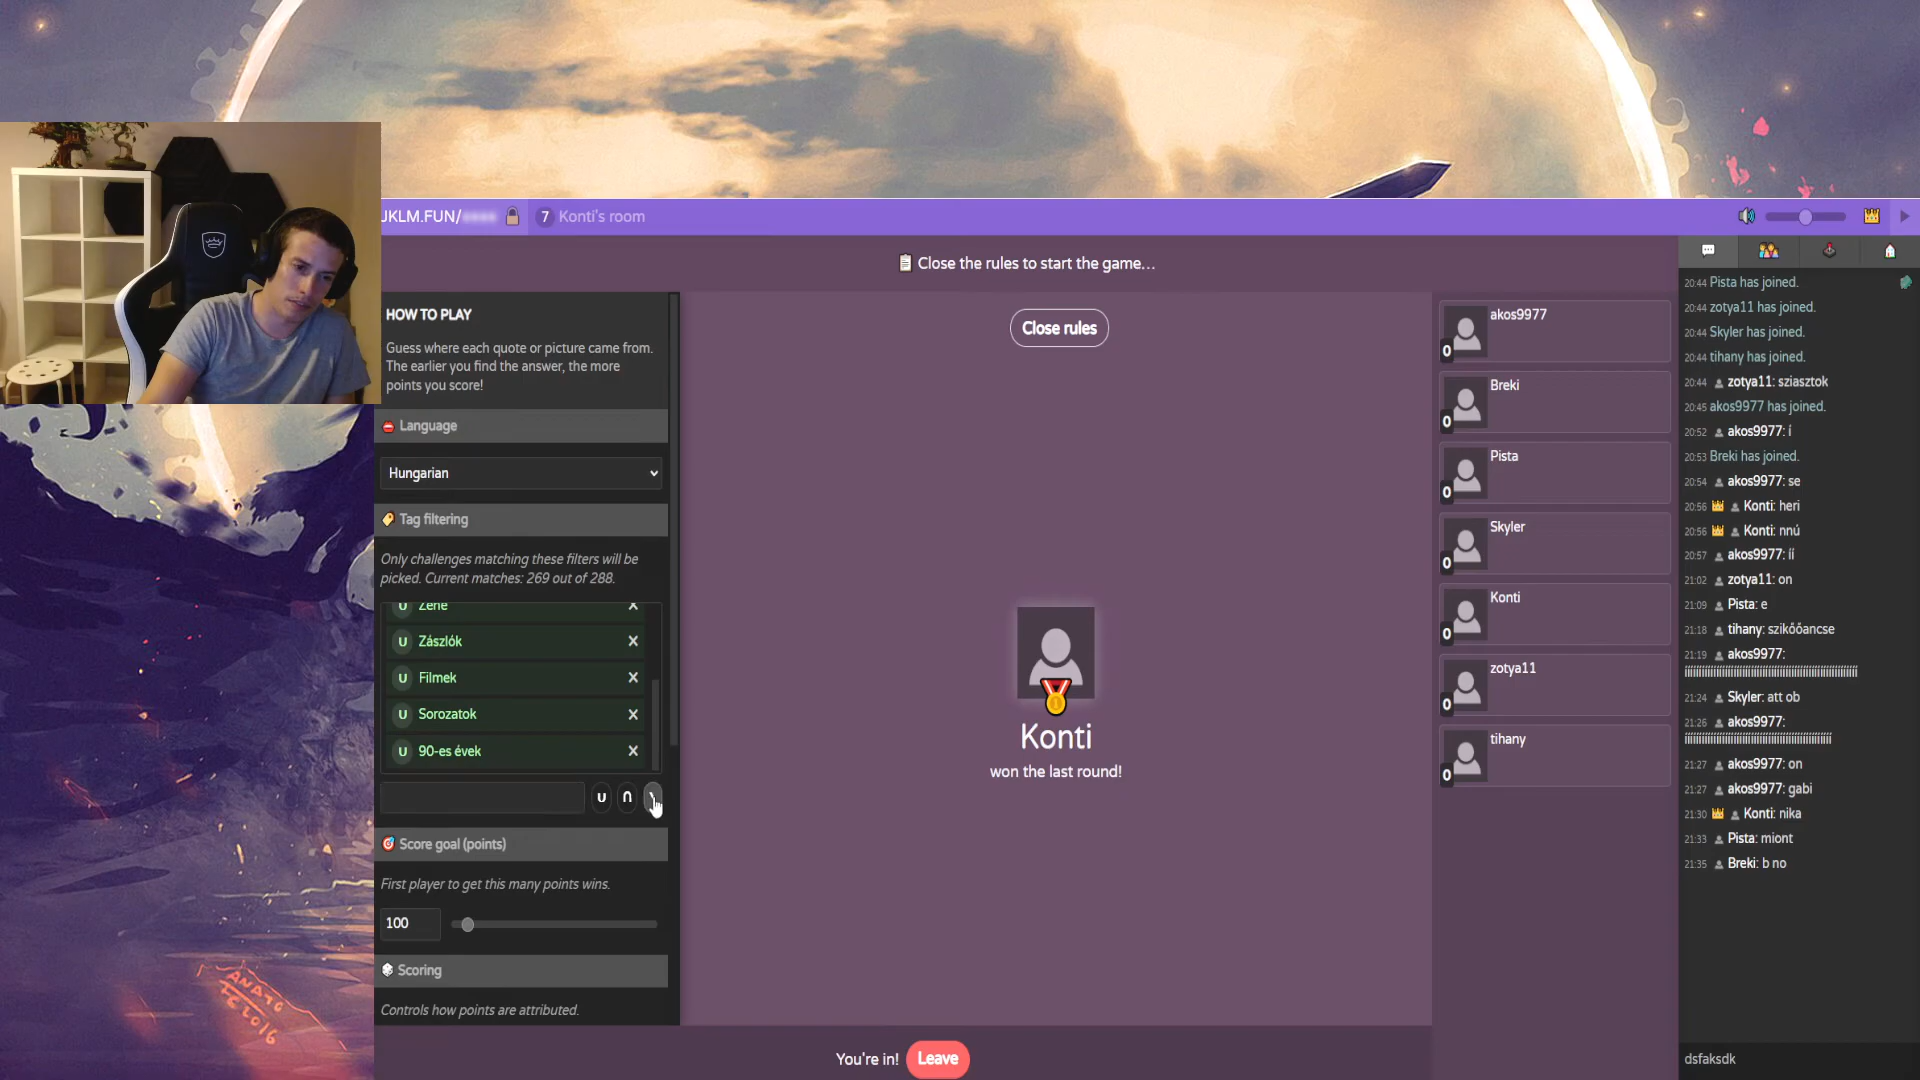 JKLM.FUN/
7 Konti's room
Close the rules to start the game...
HOW TO PLAY
Guess where each quote or picture came from.
The earlier you find the answer, the more
points you score!
Language
Hungarian
Tag filtering
Only challenges matching these filters will be
picked. Current matches: 269 out of 288.
U Zene X
U Zászlók X
U Filmek X
U Sorozatok X
U 90-es évek X
U ∩
Score goal (points)
First player to get this many points wins.
100
Scoring
Controls how points are attributed.
Close rules
Konti
won the last round!
You're in! Leave
akos9977
0
Breki
0
Pista
0
Skyler
0
Konti
0
zotya11
0
tihany
0
20:44 Pista has joined.
20:44 zotya11 has joined.
20:44 Skyler has joined.
20:44 tihany has joined.
20:44 zotya11: sziasztok
20:45 akos9977 has joined.
20:52 akos9977: í
20:53 Breki has joined.
20:54 akos9977: se
20:56 Konti: heri
20:56 Konti: nnú
20:57 akos9977: íí
21:02 zotya11: on
21:09 Pista: e
21:18 tihany: szikőőancse
21:19 akos9977:
21:24 Skyler: att ob
21:26 akos9977:
21:27 akos9977: on
21:27 akos9977: gabi
21:30 Konti: nika
21:33 Pista: miont
21:35 Breki: b no
dsfaksdk